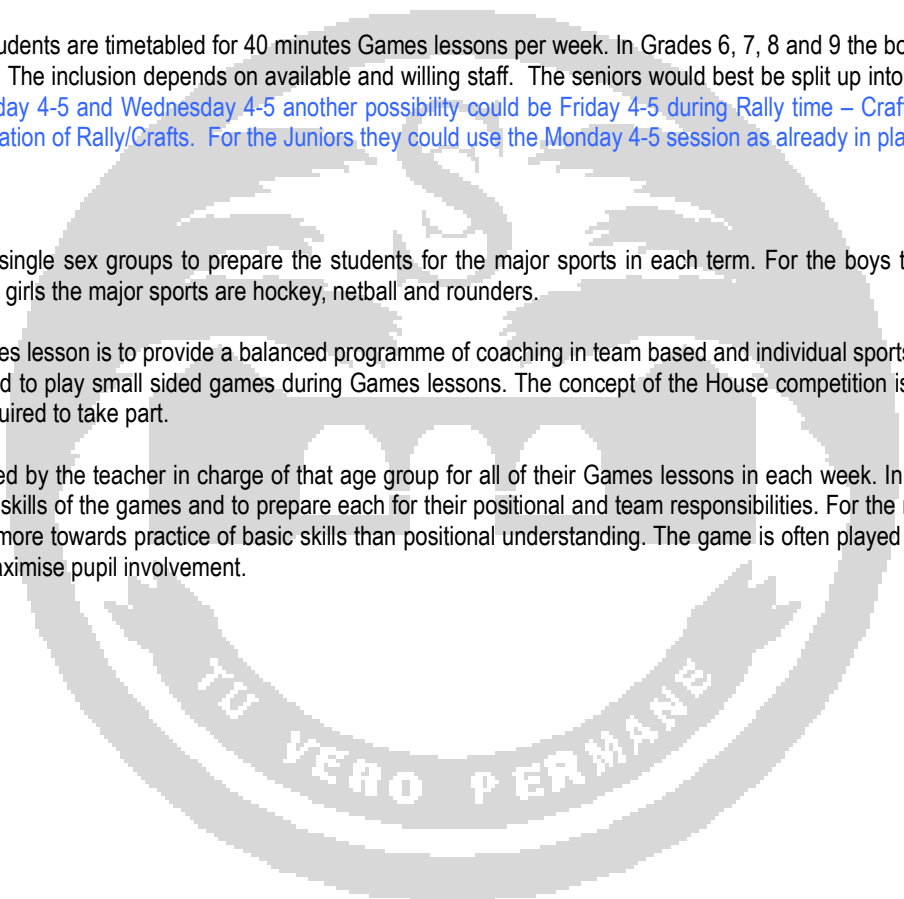 udents are timetabled for 40 minutes Games lessons per week. In Grades 6, 7, 8 and 9 the bo
The inclusion depends on available and willing staff. The seniors would best be split up into
day 4-5 and Wednesday 4-5 another possibility could be Friday 4-5 during Rally time – Craf
ation of Rally/Crafts. For the Juniors they could use the Monday 4-5 session as already in pla
S
single sex groups to prepare the students for the major sports in each term. For the boys t
girls the major sports are hockey, netball and rounders.
es lesson is to provide a balanced programme of coaching in team based and individual sports
d to play small sided games during Games lessons. The concept of the House competition is
uired to take part.
ed by the teacher in charge of that age group for all of their Games lessons in each week. In
skills of the games and to prepare each for their positional and team responsibilities. For the
more towards practice of basic skills than positional understanding. The game is often played
aximise pupil involvement.
TU VERO PERMANE